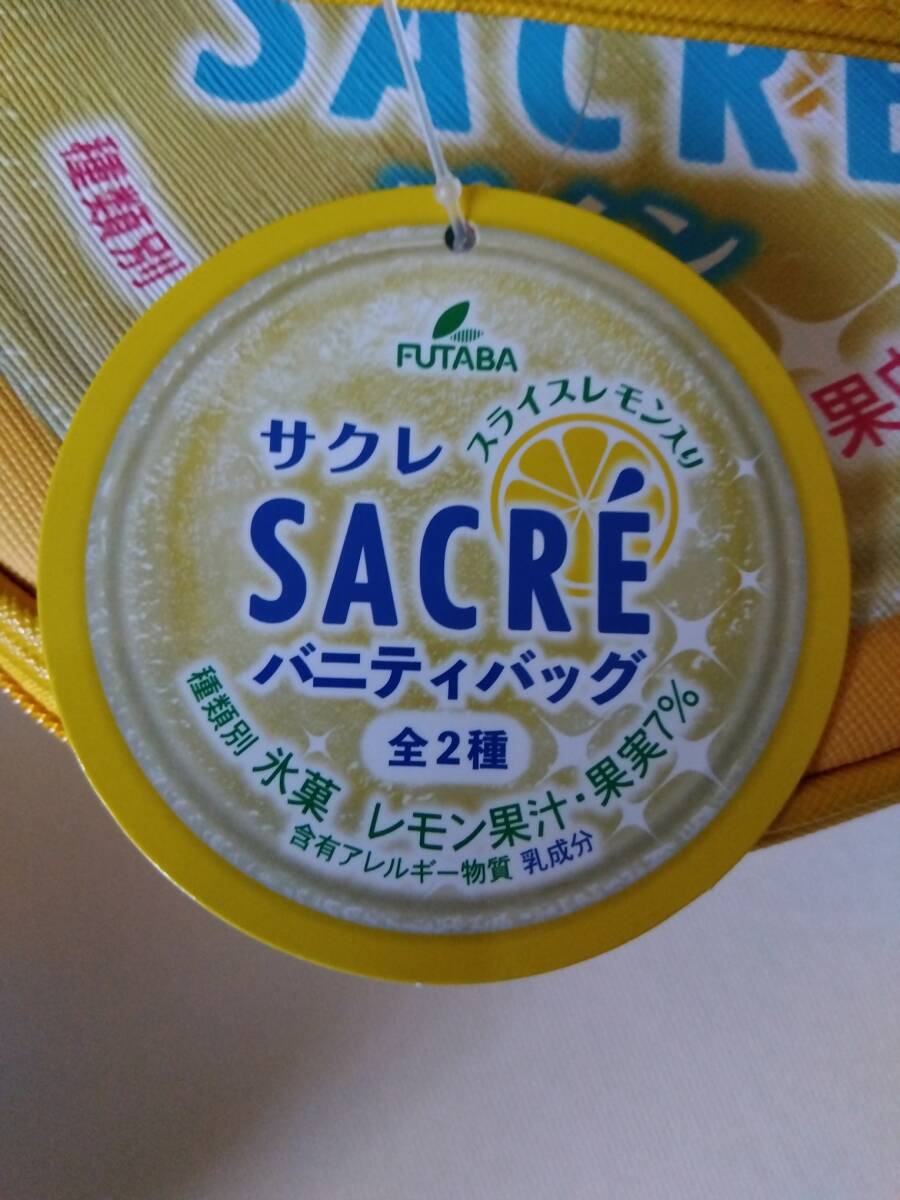 SACRE
種類別
FUTABA
スライスレモン入り
サクレ
SACRÉ
バニティバッグ
全2種
種類別 氷菓 レモン果汁・果実7%
含有アレルギー物質 乳成分